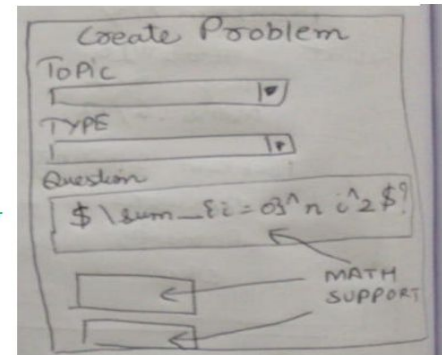 Create Problem
TOPIC
TYPE
Question
$ \sum_{i=0}^n i^2 $?
MATH
SUPPORT